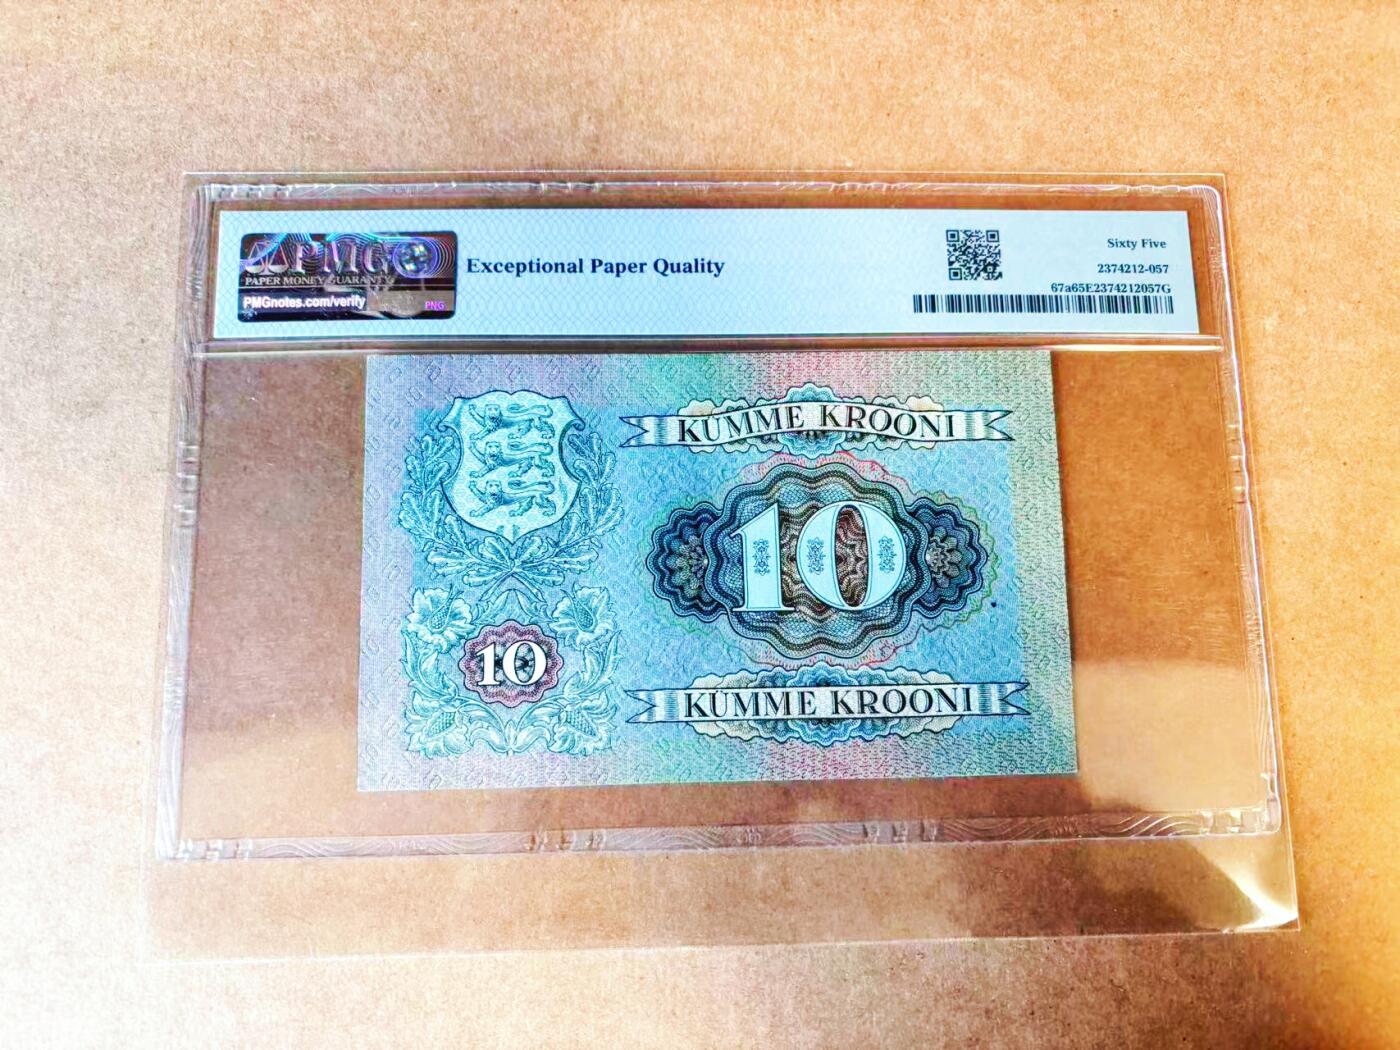 PMG
PAPER MONEY GUARANTY
PMGnotes.com/verify
PNG
Exceptional Paper Quality
Sixty Five
2374212-057
67a65E2374212057G
KÜMME KROONI
10
10
KÜMME KROONI